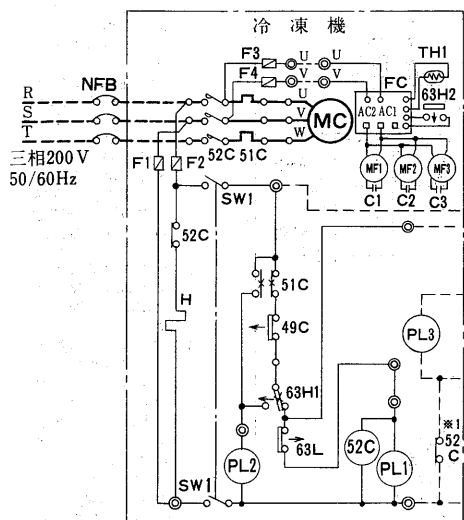 冷凍機
F3 U U TH1
F4 V V FC 63H2
NFB U AC2 AC1
R
S V MC
T W
三相200V F1 F2 52C 51C MF1 MF2 MF3
50/60Hz SW1 C1 C2 C3
52C
51C
H 49C PL3
63H1 ※1
63L 52C 52
PL2 PL1 C
SW1